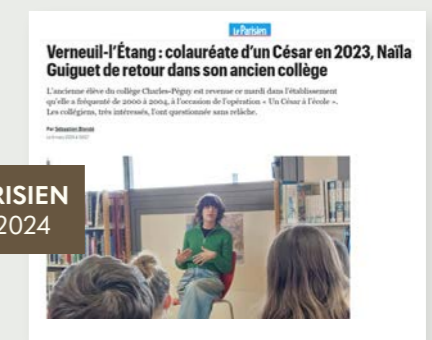 Le Parisien
Verneuil-l'Étang : colauréate d'un César en 2023, Naïla
Guiguet de retour dans son ancien collège
L'ancienne élève du collège Charles-Péguy est revenue ce mardi dans l'établissement
qu'elle a fréquenté de 2000 à 2004, à l'occasion de l'opération « Un César à l'école ».
Les collégiens, très intéressés, l'ont questionnée sans relâche.
Par Sébastien
RISIEN
2024